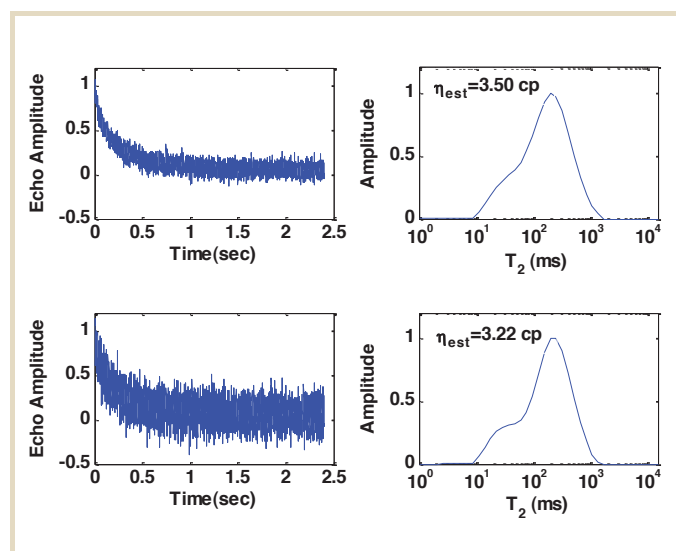 1
0.5
0
-0.5
0 0.5 1 1.5 2 2.5
Echo Amplitude
Time(sec)
η_est=3.50 cp
1
0.5
0
10^0 10^1 10^2 10^3 10^4
Amplitude
T_2 (ms)
1
0.5
0
-0.5
0 0.5 1 1.5 2 2.5
Echo Amplitude
Time(sec)
η_est=3.22 cp
1
0.5
0
10^0 10^1 10^2 10^3 10^4
Amplitude
T_2 (ms)